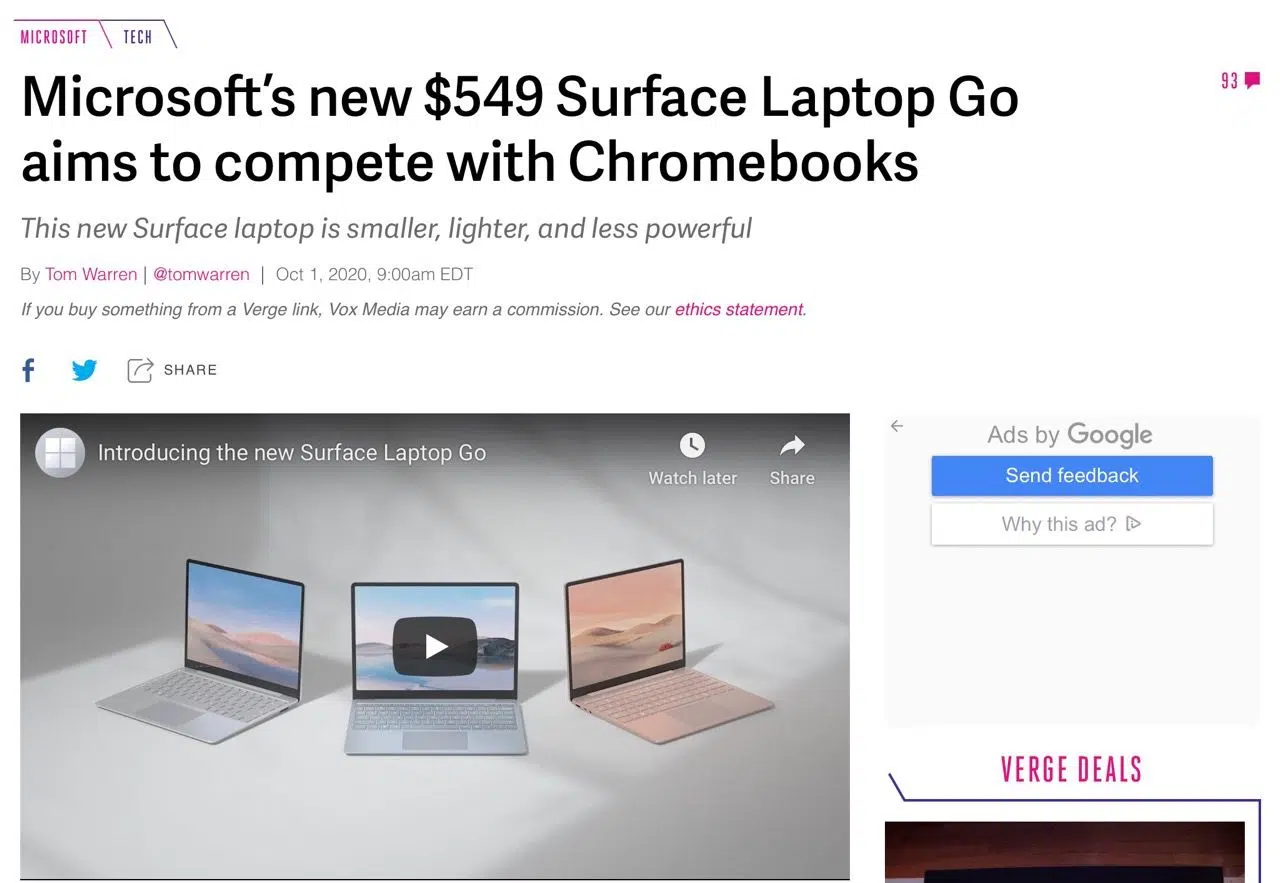 MICROSOFT TECH
Microsoft's new $549 Surface Laptop Go
aims to compete with Chromebooks
93
This new Surface laptop is smaller, lighter, and less powerful
By Tom Warren | @tomwarren | Oct 1, 2020, 9:00am EDT
If you buy something from a Verge link, Vox Media may earn a commission. See our ethics statement.
f SHARE
Introducing the new Surface Laptop Go
Watch later Share
Ads by Google
Send feedback
Why this ad?
VERGE DEALS